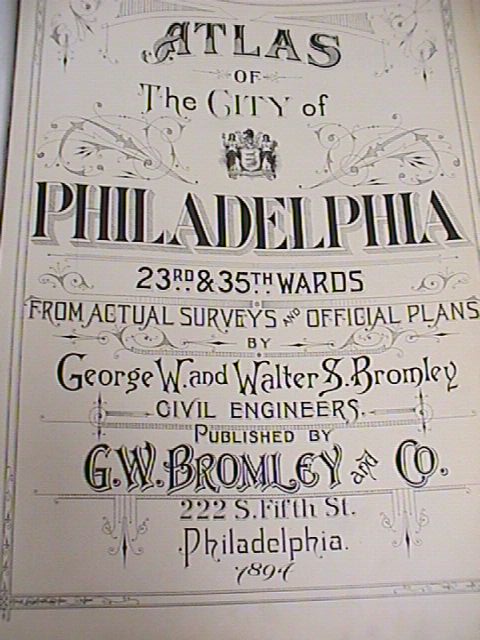 ATLAS
OF
The CITY of
PHILADELPHIA
23RD & 35TH WARDS
FROM ACTUAL SURVEYS AND OFFICIAL PLANS
BY
George W. and Walter S. Bromley
CIVIL ENGINEERS.
PUBLISHED BY
G.W. BROMLEY and CO.
222 S. Fifth St.
Philadelphia.
1894